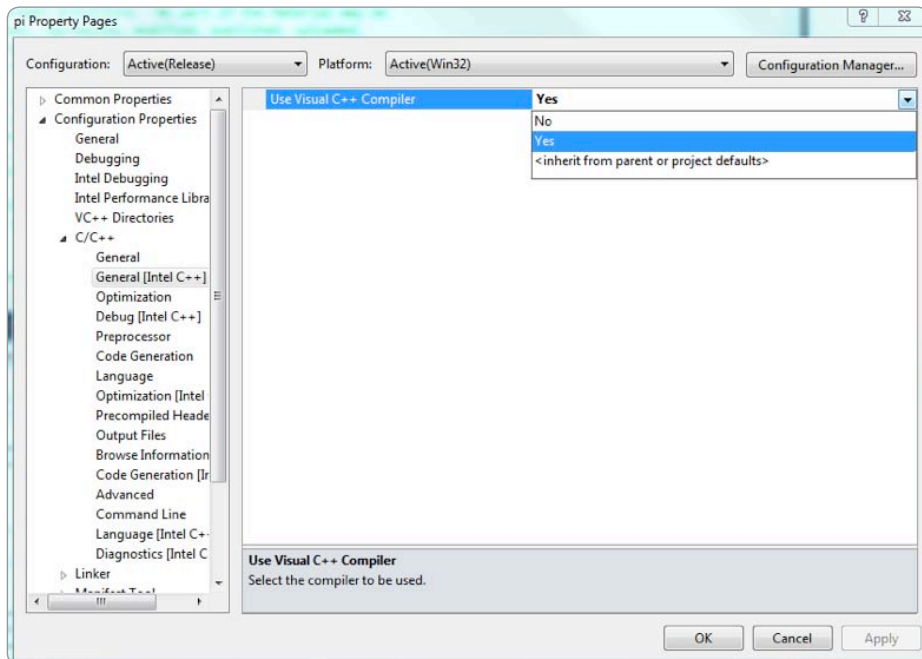 pi Property Pages
Configuration: Active(Release) Platform: Active(Win32) Configuration Manager...
Common Properties
Configuration Properties
General
Debugging
Intel Debugging
Intel Performance Libra
VC++ Directories
C/C++
General
General [Intel C++]
Optimization
Debug [Intel C++]
Preprocessor
Code Generation
Language
Optimization [Intel
Precompiled Heade
Output Files
Browse Information
Code Generation [Ir
Advanced
Command Line
Language [Intel C+
Diagnostics [Intel C
Linker
Manifest Tool
Use Visual C++ Compiler Yes
No
Yes
<inherit from parent or project defaults>
Use Visual C++ Compiler
Select the compiler to be used.
OK Cancel Apply